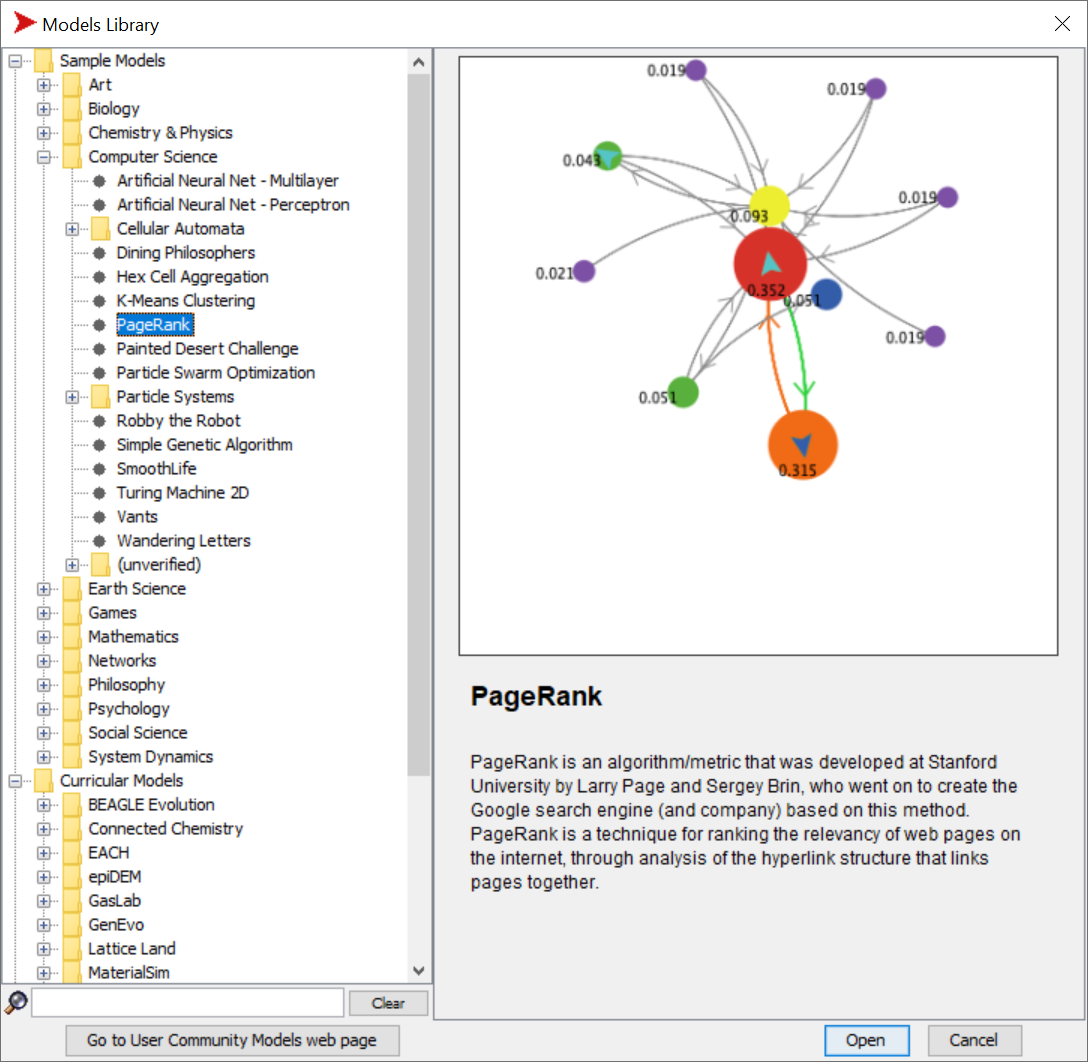 Models Library
Sample Models
Art
Biology
Chemistry & Physics
Computer Science
Artificial Neural Net - Multilayer
Artificial Neural Net - Perceptron
Cellular Automata
Dining Philosophers
Hex Cell Aggregation
K-Means Clustering
PageRank
Painted Desert Challenge
Particle Swarm Optimization
Particle Systems
Robby the Robot
Simple Genetic Algorithm
SmoothLife
Turing Machine 2D
Vants
Wandering Letters
(unverified)
Earth Science
Games
Mathematics
Networks
Philosophy
Psychology
Social Science
System Dynamics
Curricular Models
BEAGLE Evolution
Connected Chemistry
EACH
epiDEM
GasLab
GenEvo
Lattice Land
MaterialSim
Clear
Go to User Community Models web page
0.019
0.019
0.043
0.019
0.093
0.021
0.352
0.051
0.019
0.051
0.315
PageRank
PageRank is an algorithm/metric that was developed at Stanford
University by Larry Page and Sergey Brin, who went on to create the
Google search engine (and company) based on this method.
PageRank is a technique for ranking the relevancy of web pages on
the internet, through analysis of the hyperlink structure that links
pages together.
Open
Cancel